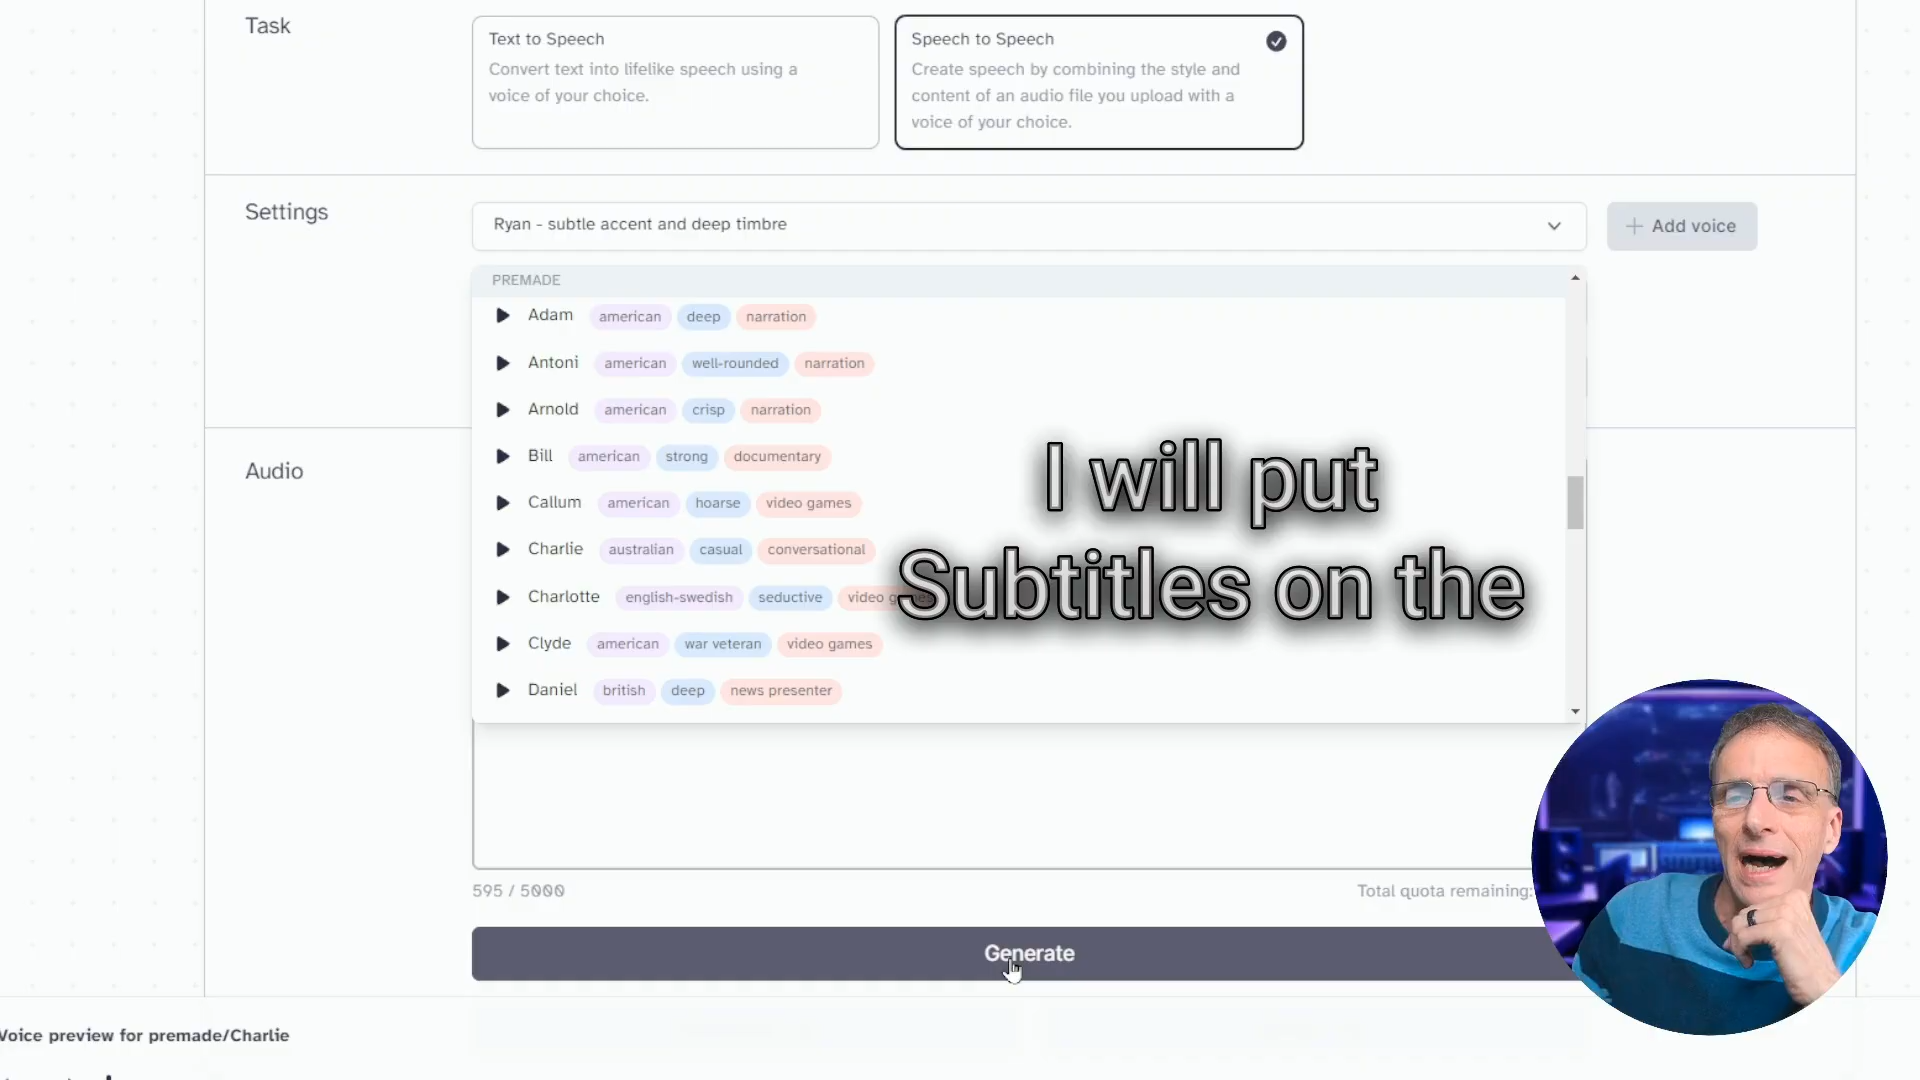 Task
Text to Speech
Convert text into lifelike speech using a
voice of your choice.
Speech to Speech
Create speech by combining the style and
content of an audio file you upload with a
voice of your choice.
Settings
Ryan - subtle accent and deep timbre
Add voice
PREMADE
Adam american deep narration
Antoni american well-rounded narration
Arnold american crisp narration
Bill american strong documentary
Callum american hoarse video games
Charlie australian casual conversational
Charlotte english-swedish seductive video games
Clyde american war veteran video games
Daniel british deep news presenter
Audio
I will put
Subtitles on the
595 / 5000
Total quota remaining:
Generate
Voice preview for premade/Charlie